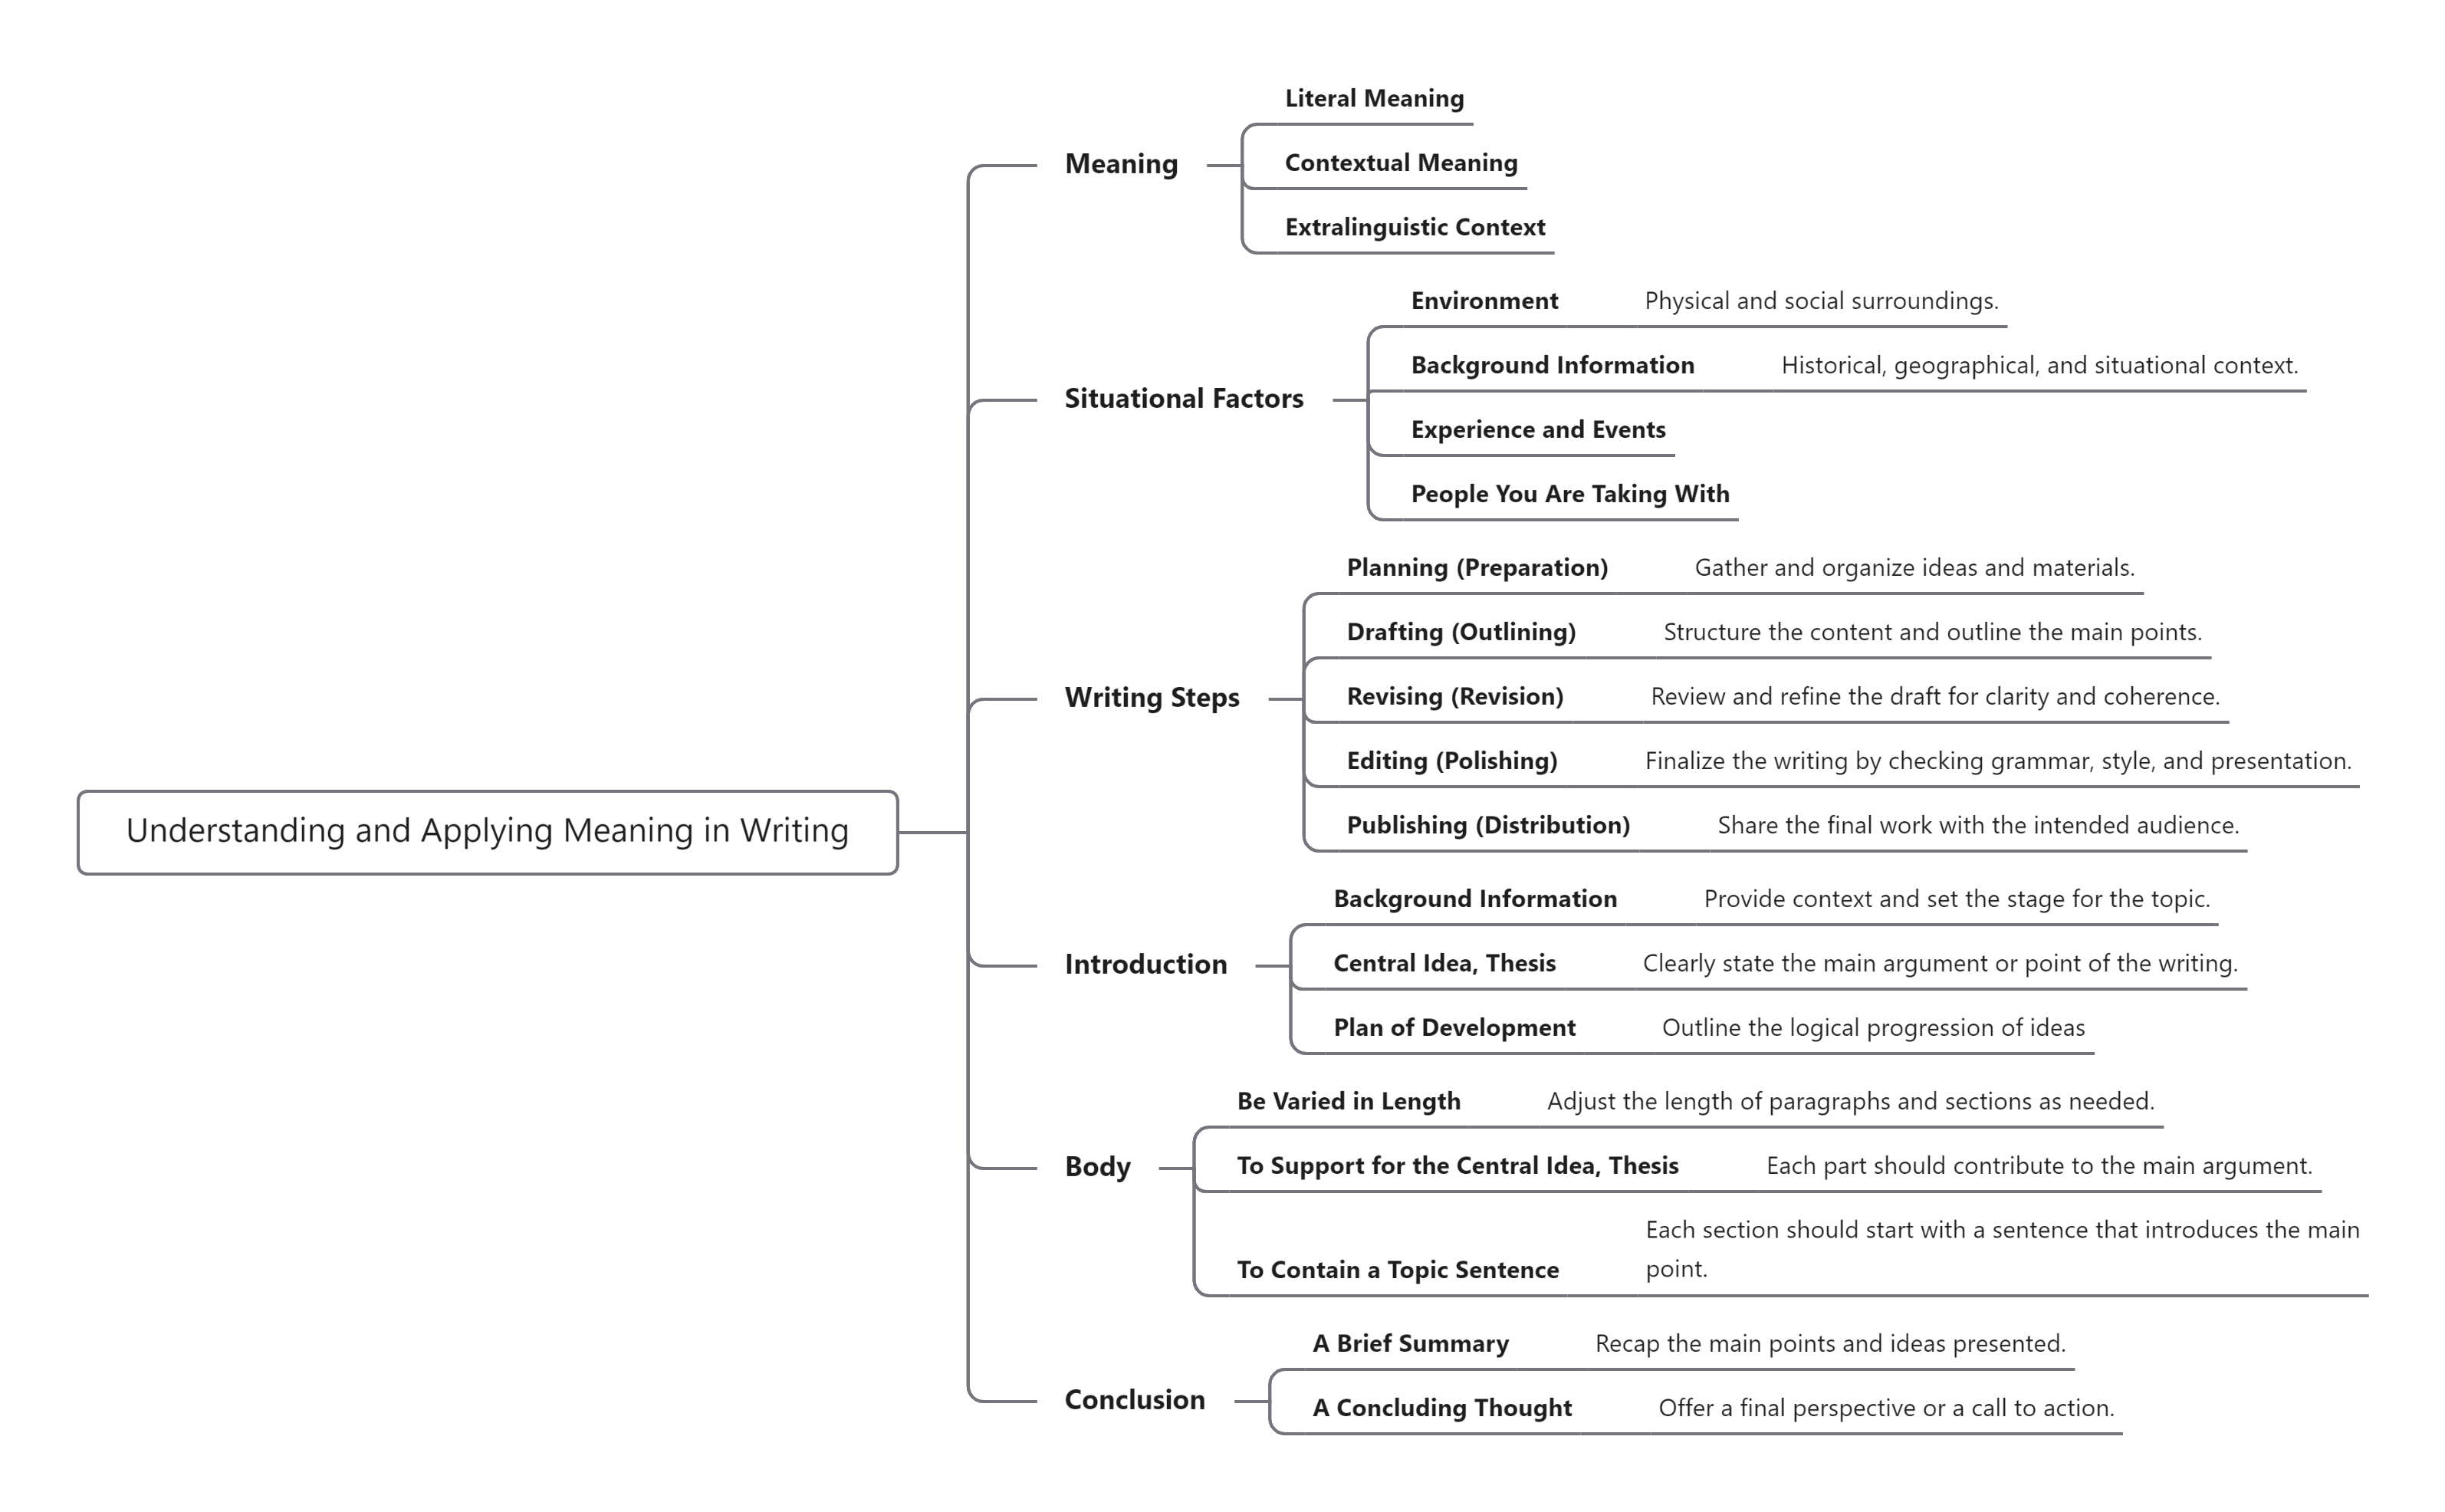 Understanding and Applying Meaning in Writing
Meaning
Literal Meaning
Contextual Meaning
Extralinguistic Context
Situational Factors
Environment Physical and social surroundings.
Background Information Historical, geographical, and situational context.
Experience and Events
People You Are Taking With
Writing Steps
Planning (Preparation) Gather and organize ideas and materials.
Drafting (Outlining) Structure the content and outline the main points.
Revising (Revision) Review and refine the draft for clarity and coherence.
Editing (Polishing) Finalize the writing by checking grammar, style, and presentation.
Publishing (Distribution) Share the final work with the intended audience.
Introduction
Background Information Provide context and set the stage for the topic.
Central Idea, Thesis Clearly state the main argument or point of the writing.
Plan of Development Outline the logical progression of ideas
Body
Be Varied in Length Adjust the length of paragraphs and sections as needed.
To Support for the Central Idea, Thesis Each part should contribute to the main argument.
To Contain a Topic Sentence Each section should start with a sentence that introduces the main
point.
Conclusion
A Brief Summary Recap the main points and ideas presented.
A Concluding Thought Offer a final perspective or a call to action.